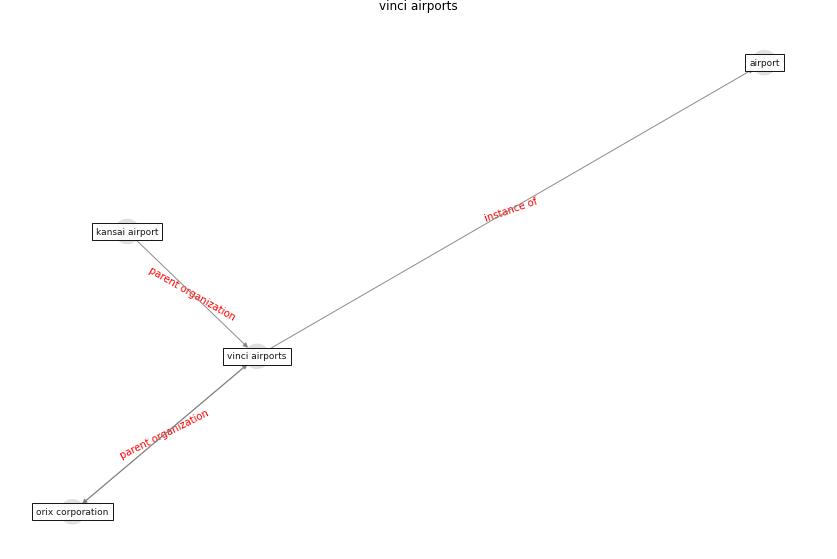 vinci airports
airport
instance of
kansai airport
parent organization
vinci airports
parent organization
orix corporation